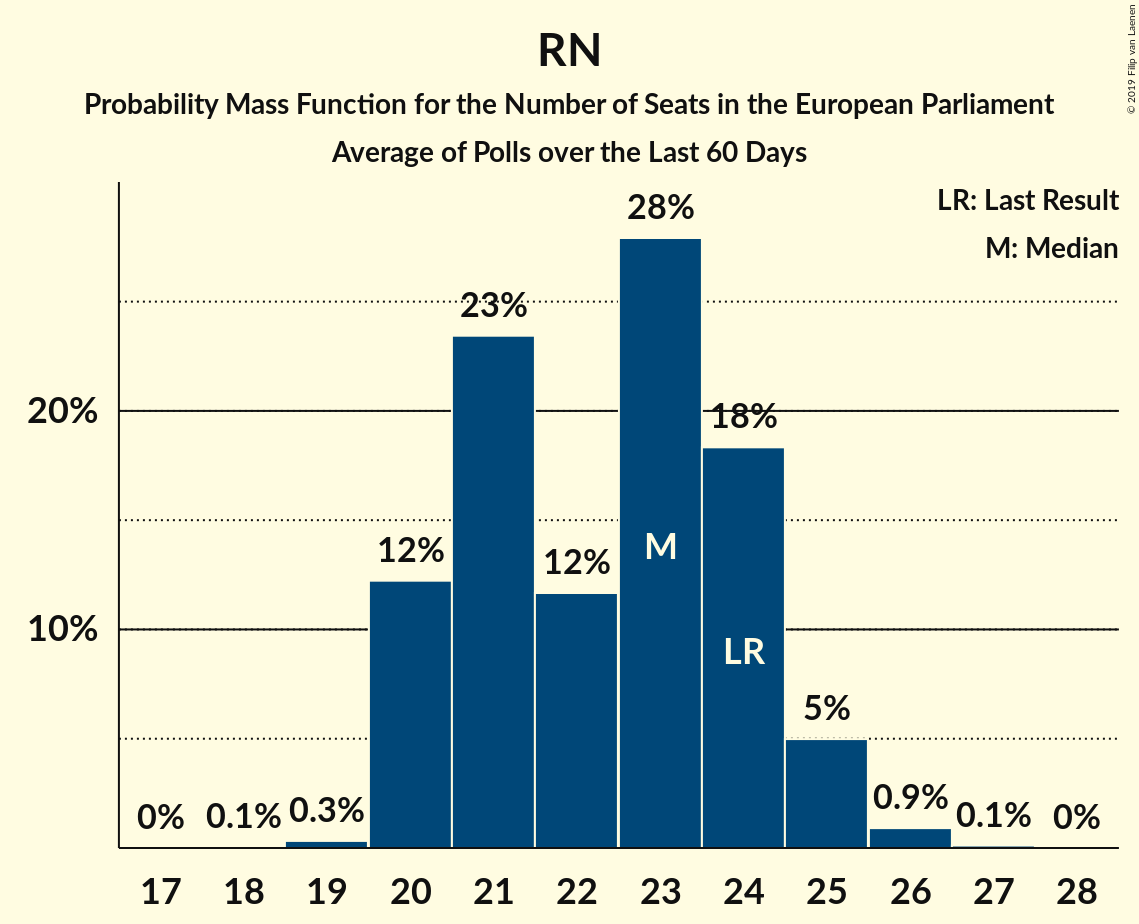 RN
Probability Mass Function for the Number of Seats in the European Parliament
Average of Polls over the Last 60 Days
© 2019 Filip van Laenen
LR: Last Result
M: Median
28%
23%
20%
18%
12%
12%
M
10%
LR
5%
0%
0.1%
0.3%
0.9%
0.1%
0%
17 18 19 20 21 22 23 24 25 26 27 28